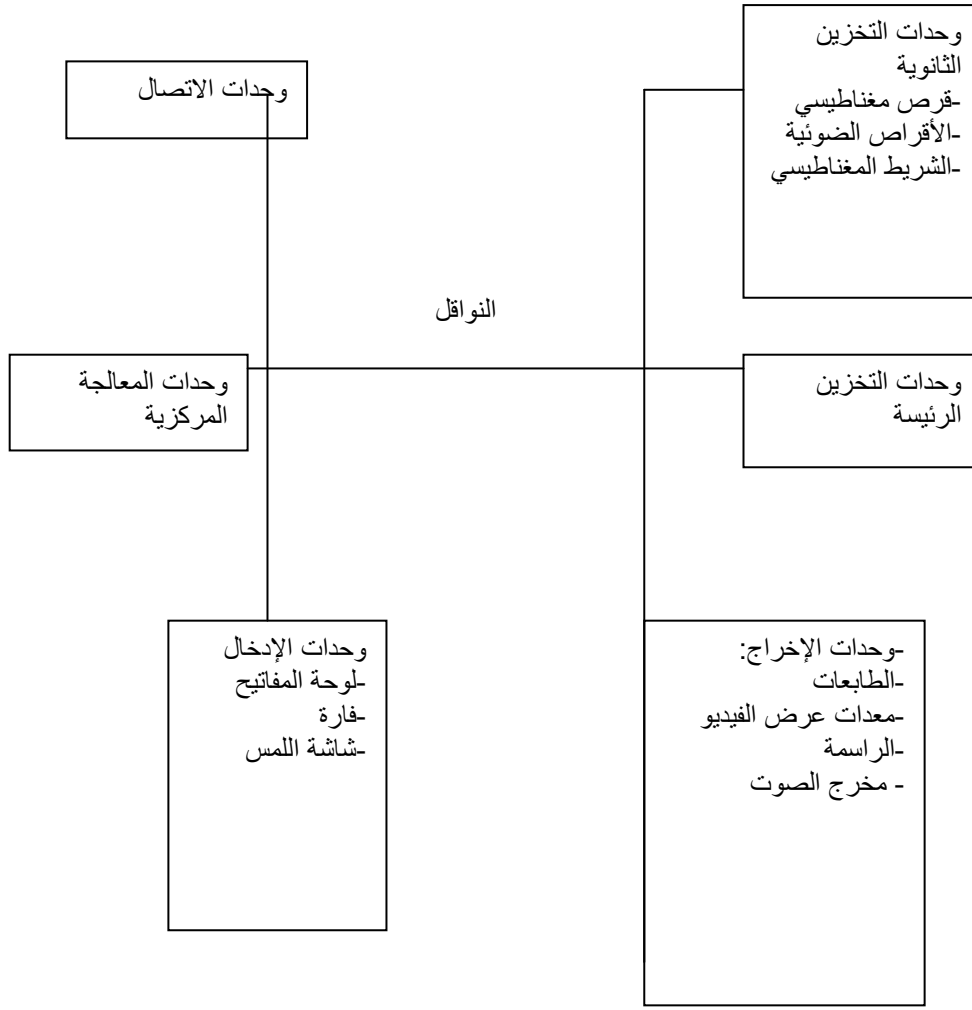 وحدات التخزين
الثانوية
-قرص مغناطيسي
-الأقراص الضوئية
-الشريط المغناطيسي
وحدات الاتصال
النواقل
وحدات التخزين
الرئيسة
وحدات المعالجة
المركزية
-وحدات الإخراج:
-الطابعات
-معدات عرض الفيديو
-الراسمة
- مخرج الصوت
وحدات الإدخال
-لوحة المفاتيح
-فارة
-شاشة اللمس